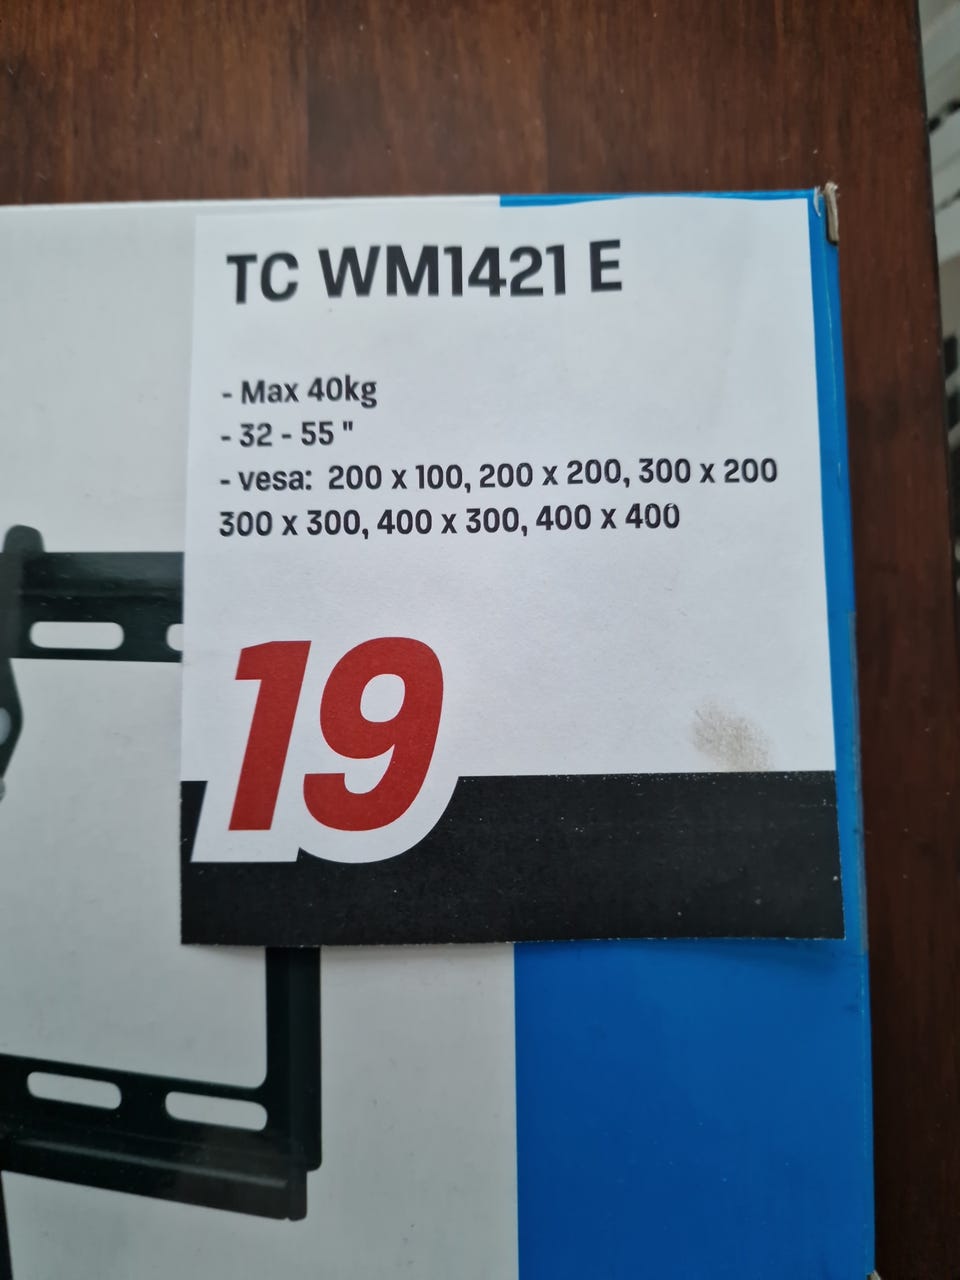 TC WM1421 E
- Max 40kg
- 32 - 55 "
- vesa: 200 x 100, 200 x 200, 300 x 200
300 x 300, 400 x 300, 400 x 400
19